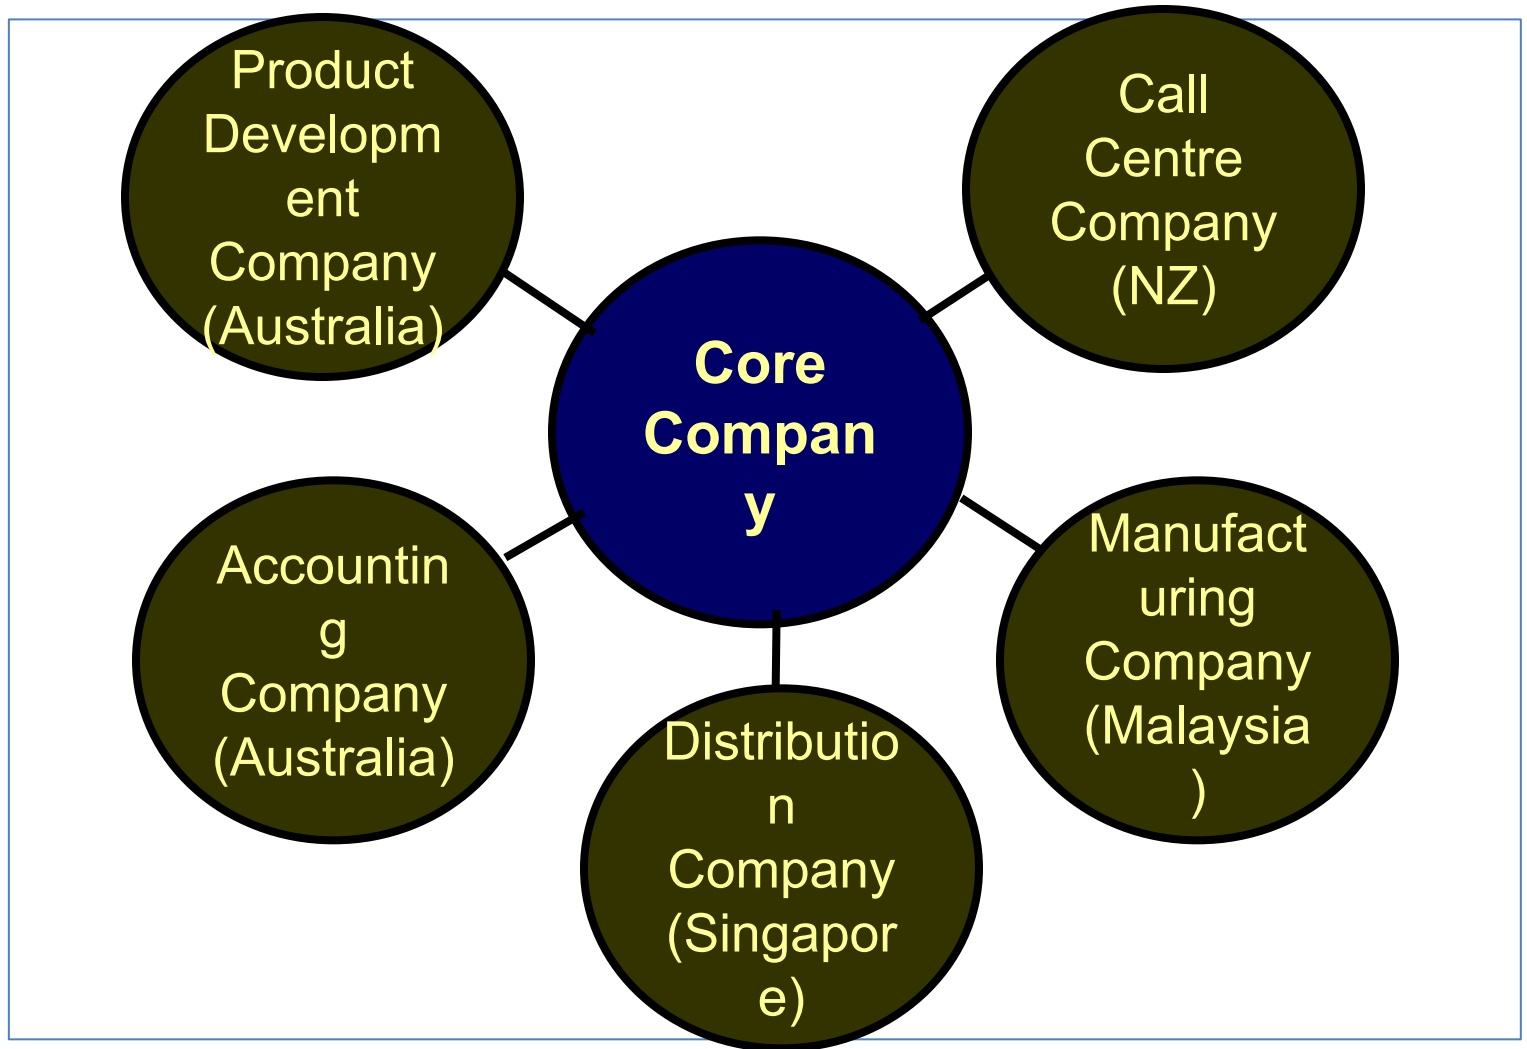 Product
Developm
ent
Company
(Australia)
Call
Centre
Company
(NZ)
Core
Compan
y
Accountin
g
Company
(Australia)
Manufact
uring
Company
(Malaysia
)
Distributio
n
Company
(Singapor
e)